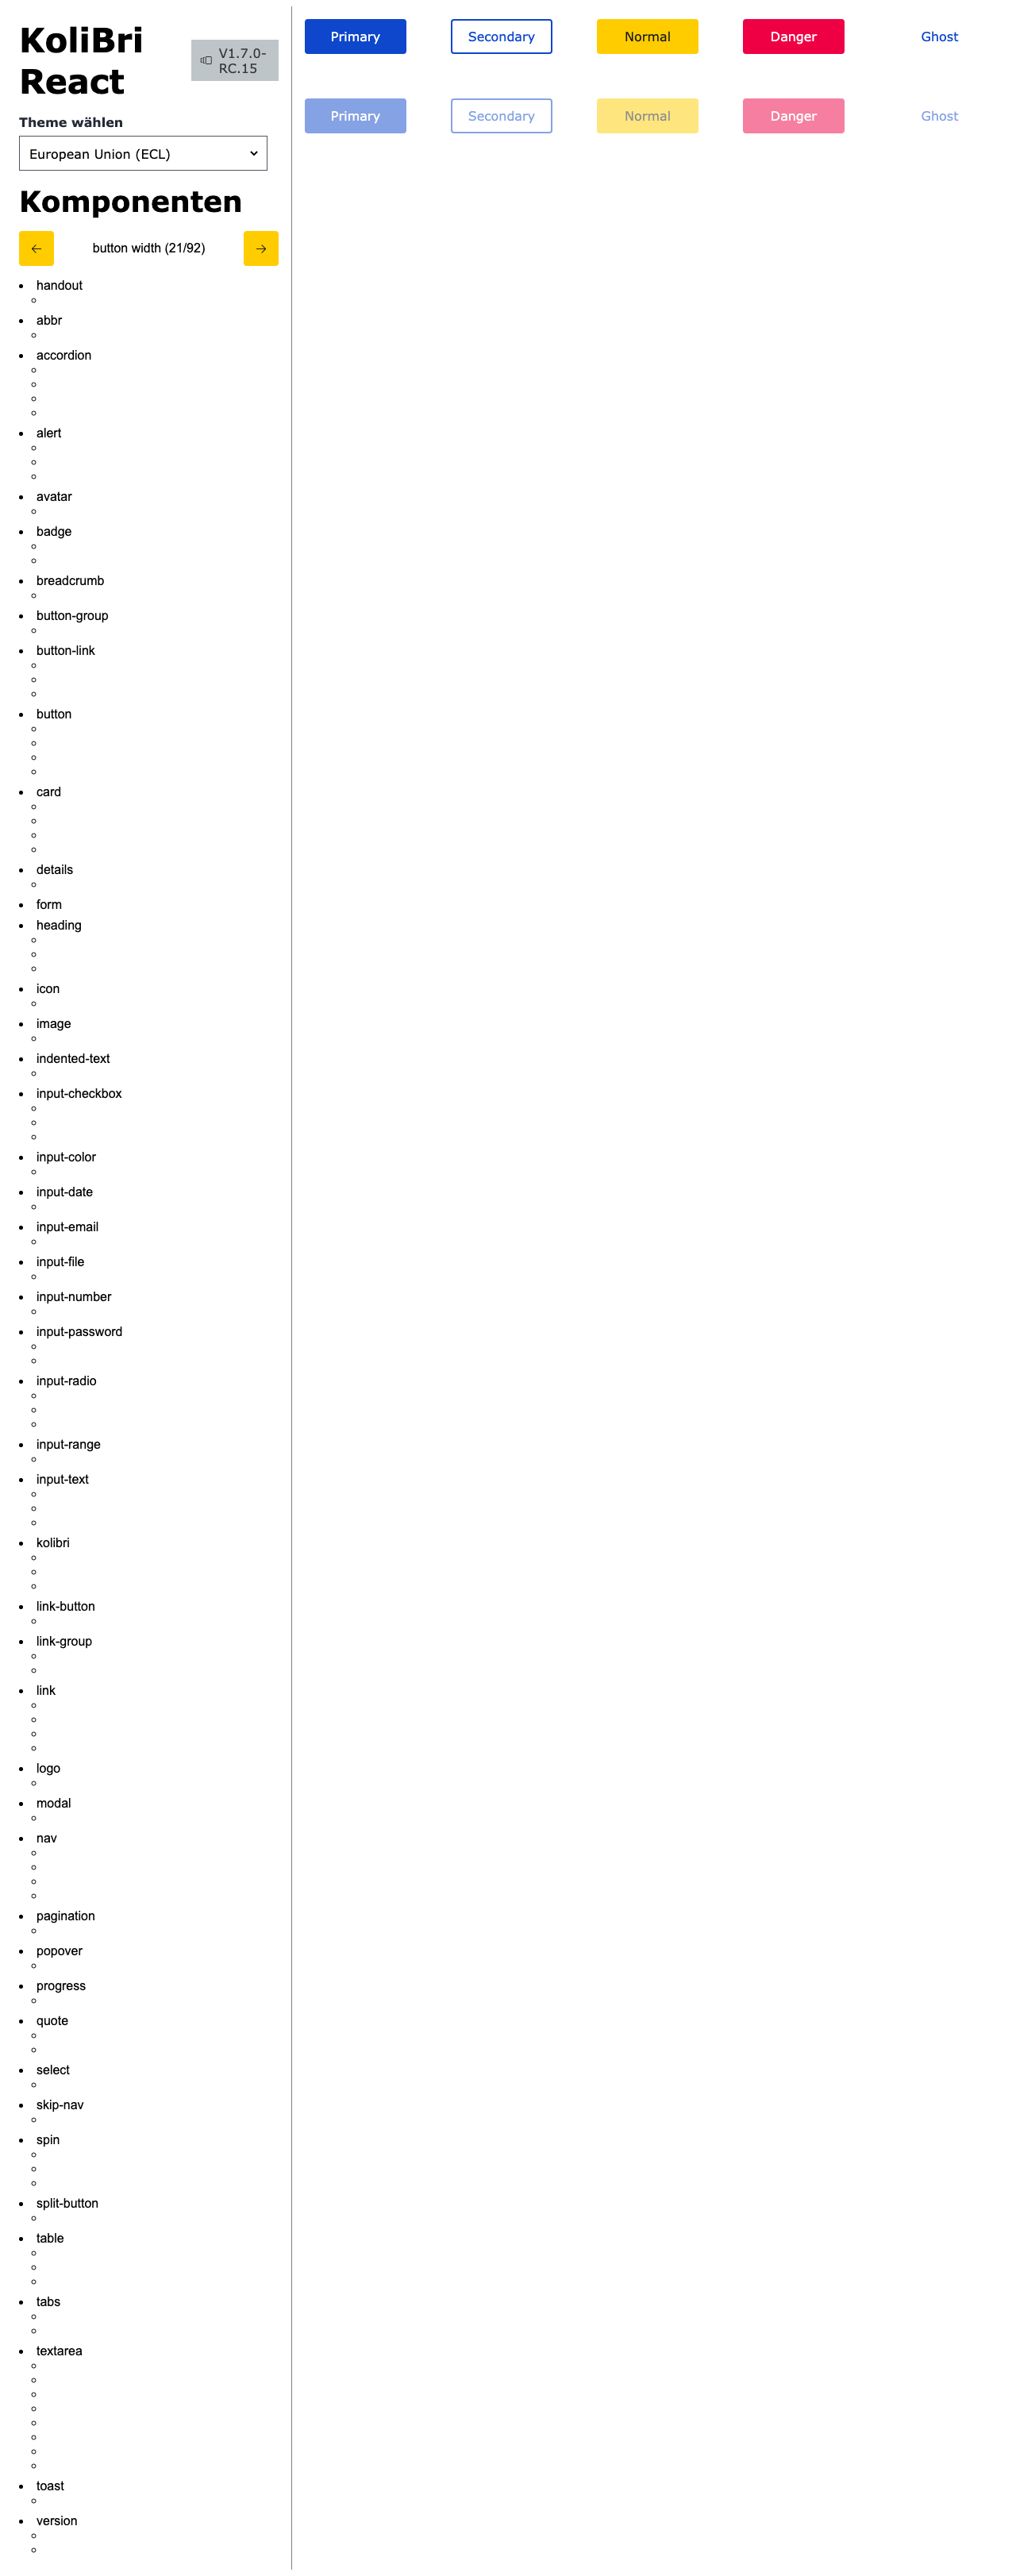 KoliBri
React
V1.7.0-
RC.15
Theme wählen
European Union (ECL)
Komponenten
button width (21/92)
handout
abbr
accordion
alert
avatar
badge
breadcrumb
button-group
button-link
button
card
details
form
heading
icon
image
indented-text
input-checkbox
input-color
input-date
input-email
input-file
input-number
input-password
input-radio
input-range
input-text
kolibri
link-button
link-group
link
logo
modal
nav
pagination
popover
progress
quote
select
skip-nav
spin
split-button
table
tabs
textarea
toast
version
Primary Secondary Normal Danger Ghost
Primary Secondary Normal Danger Ghost